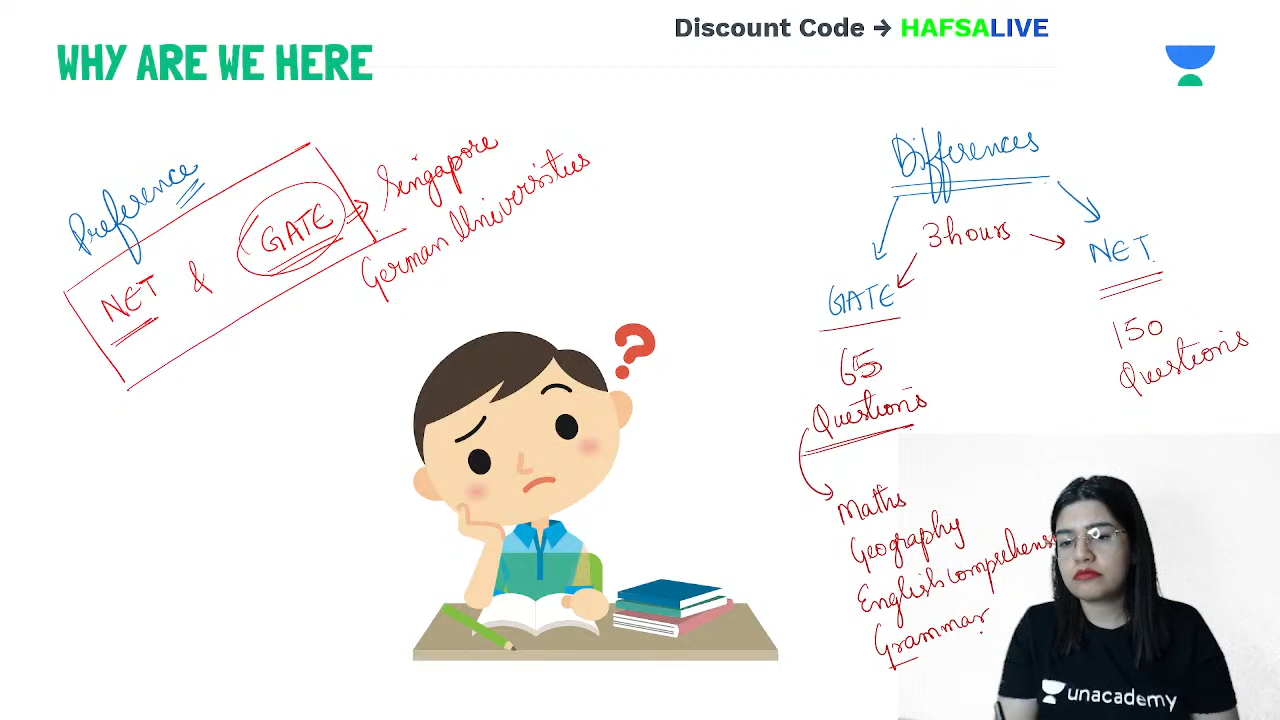 Discount Code → HAFSALIVE
WHY ARE WE HERE
Preference
NET & GATE ⇒ Singapore
German Universities
Differences
3 hours
GATE
NET
65
Questions
150
Questions
Maths
Geography
English comprehens
Grammar
unacademy
?